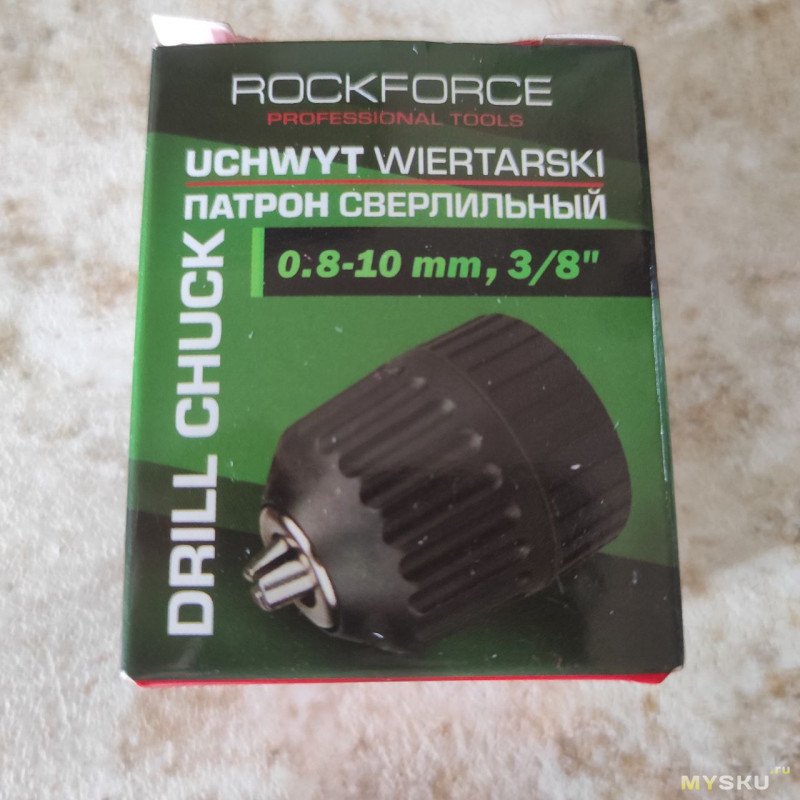 ROCKFORCE
PROFESSIONAL TOOLS
UCHWYT WIERTARSKI
ПАТРОН СВЕРЛИЛЬНЫЙ
0.8-10 mm, 3/8"
DRILL CHUCK
MYSKU.ru